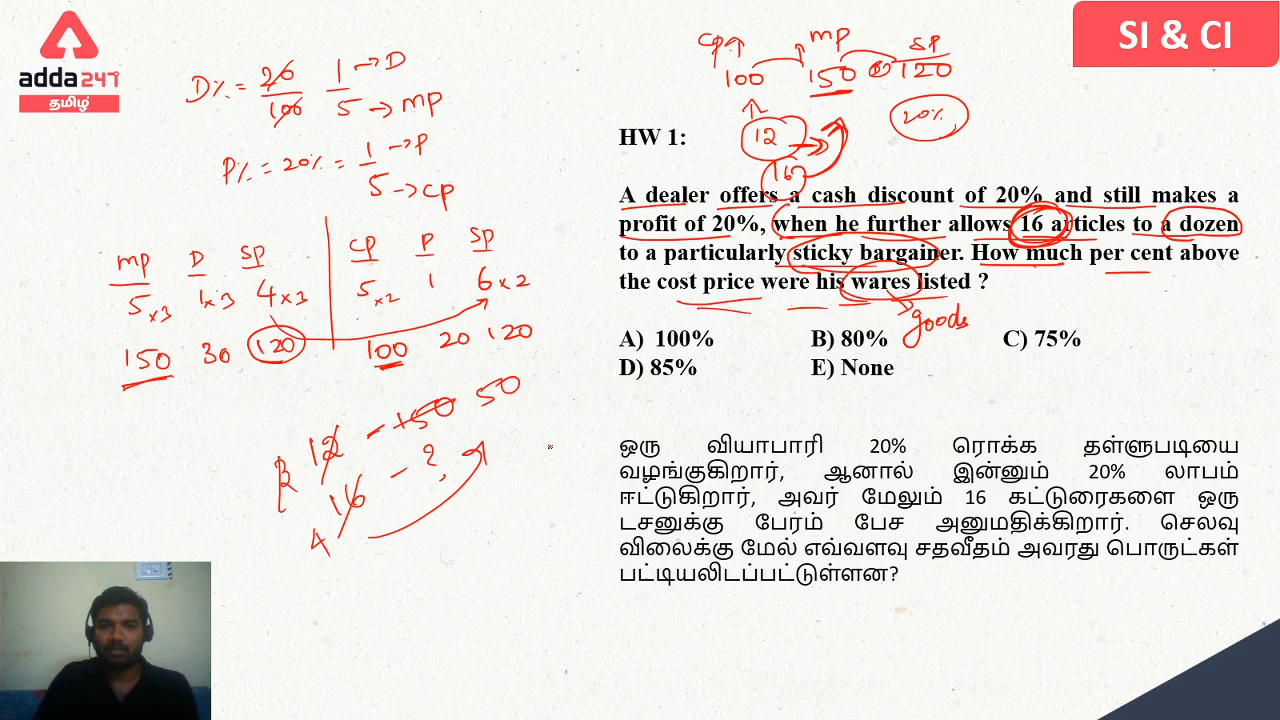 SI & CI
adda247
தமிழ்
D% = 20/100 1/5 → D → MP
P% = 20% = 1/5 → P → CP
MP D SP CP P SP
5×3 1×3 4×3 5×2 1 6×2
150 30 120 100 20 120
12 - 150 50
16 - ?
3
4
CP MP SP
100 150 120
12
16
20%
HW 1:
A dealer offers a cash discount of 20% and still makes a
profit of 20%, when he further allows 16 articles to a dozen
to a particularly sticky bargainer. How much per cent above
the cost price were his wares listed ?
goods
A) 100% B) 80% C) 75%
D) 85% E) None
ஒரு வியாபாரி 20% ரொக்க தள்ளுபடியை
வழங்குகிறார், ஆனால் இன்னும் 20% லாபம்
ஈட்டுகிறார், அவர் மேலும் 16 கட்டுரைகளை ஒரு
டசனுக்கு பேரம் பேச அனுமதிக்கிறார். செலவு
விலைக்கு மேல் எவ்வளவு சதவீதம் அவரது பொருட்கள்
பட்டியலிடப்பட்டுள்ளன?